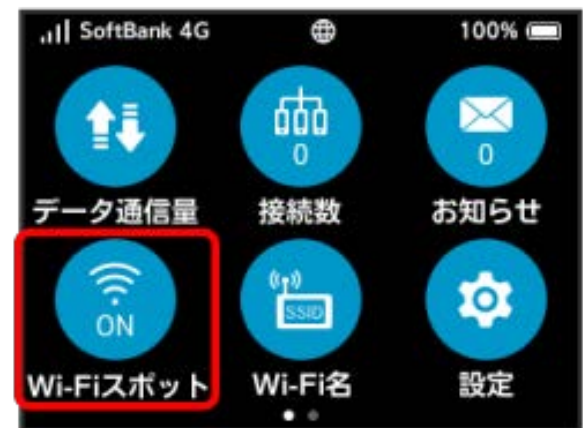 SoftBank 4G 100%
0 0
データ通信量 接続数 お知らせ
ON SSID
Wi-Fiスポット Wi-Fi名 設定